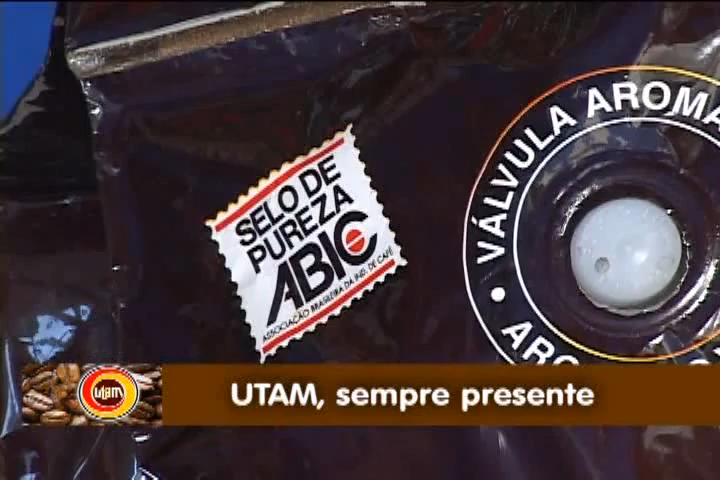 SELO DE
PUREZA
ABIC
ASSOCIAÇÃO BRASILEIRA DA IND. DE CAFÉ
VÁLVULA AROMA
utam
UTAM, sempre presente